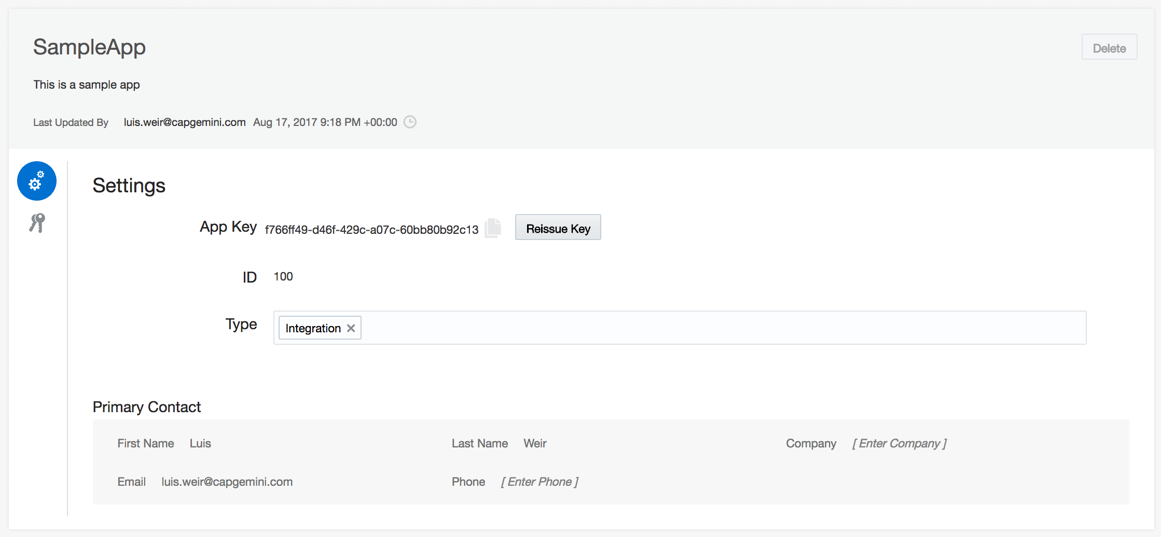 SampleApp
Delete
This is a sample app
Last Updated By luis.weir@capgemini.com Aug 17, 2017 9:18 PM +00:00
Settings
App Key f766ff49-d46f-429c-a07c-60bb80b92c13 Reissue Key
ID 100
Type Integration
Primary Contact
First Name Luis Last Name Weir Company [ Enter Company ]
Email luis.weir@capgemini.com Phone [ Enter Phone ]